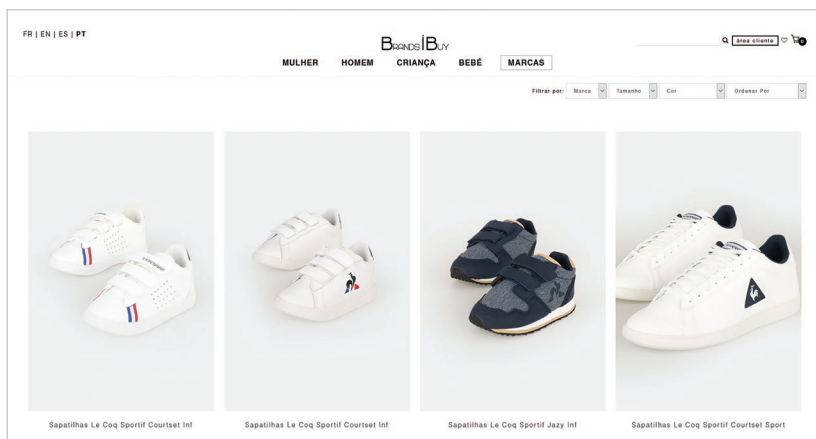 FR | EN | ES | PT
BRANDS iBUY
área cliente
0
MULHER HOMEM CRIANÇA BEBÉ MARCAS
Filtrar por: Marca Tamanho Cor Ordenar Por
Sapatilhas Le Coq Sportif Courtset Inf
Sapatilhas Le Coq Sportif Courtset Inf
Sapatilhas Le Coq Sportif Jazy Inf
Sapatilhas Le Coq Sportif Courtset Sport